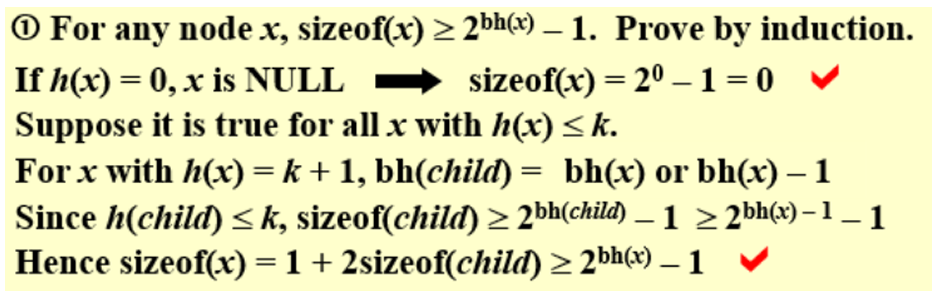 ① For any node x, sizeof(x) ≥ 2^bh(x) – 1. Prove by induction.
If h(x) = 0, x is NULL ➡ sizeof(x) = 2^0 – 1 = 0 ✔
Suppose it is true for all x with h(x) ≤ k.
For x with h(x) = k + 1, bh(child) = bh(x) or bh(x) – 1
Since h(child) ≤ k, sizeof(child) ≥ 2^bh(child) – 1 ≥ 2^bh(x) – 1 – 1
Hence sizeof(x) = 1 + 2sizeof(child) ≥ 2^bh(x) – 1 ✔